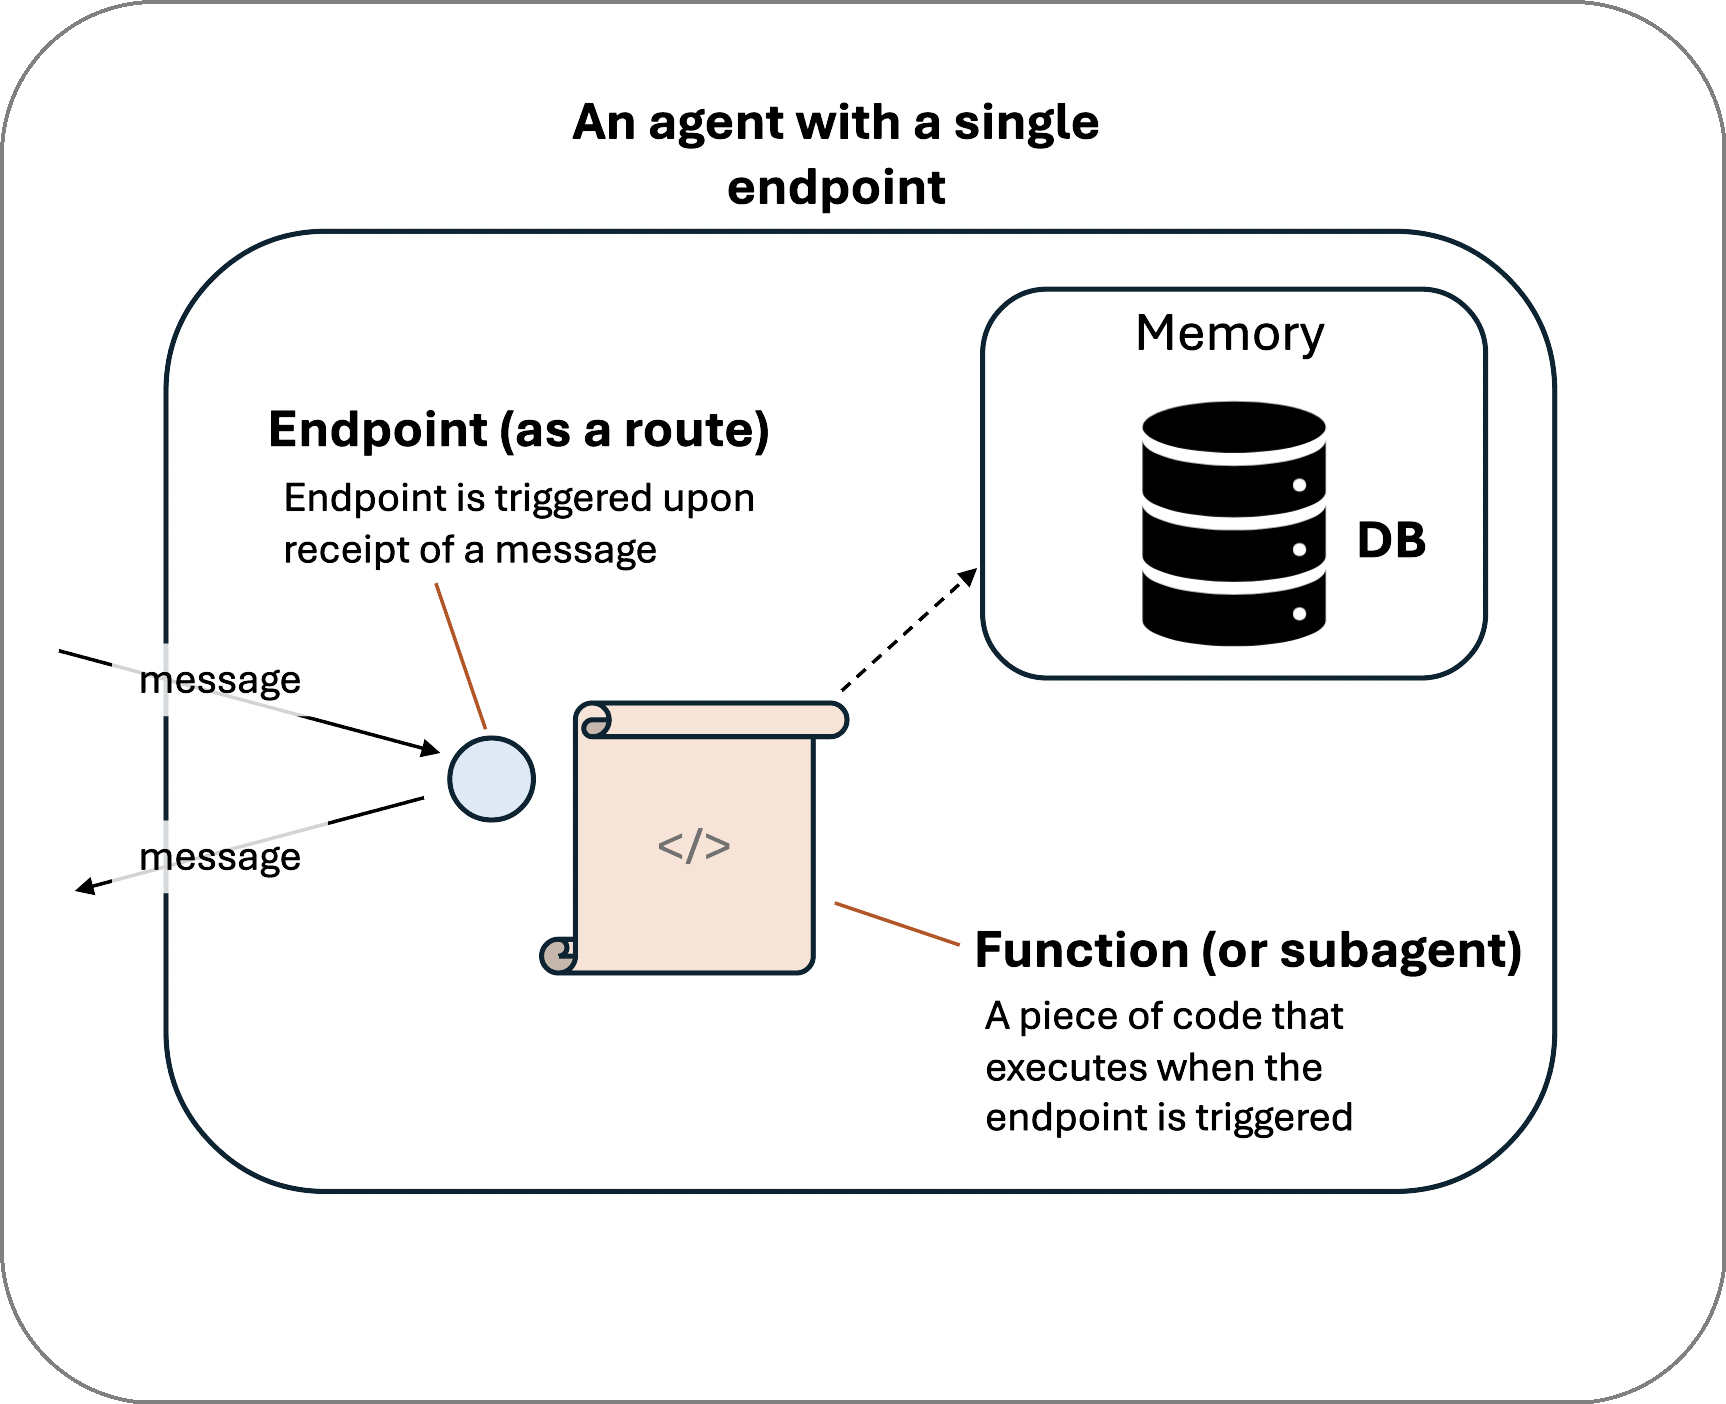 An agent with a single
endpoint
Memory
DB
Endpoint (as a route)
Endpoint is triggered upon
receipt of a message
message
message
</>
Function (or subagent)
A piece of code that
executes when the
endpoint is triggered